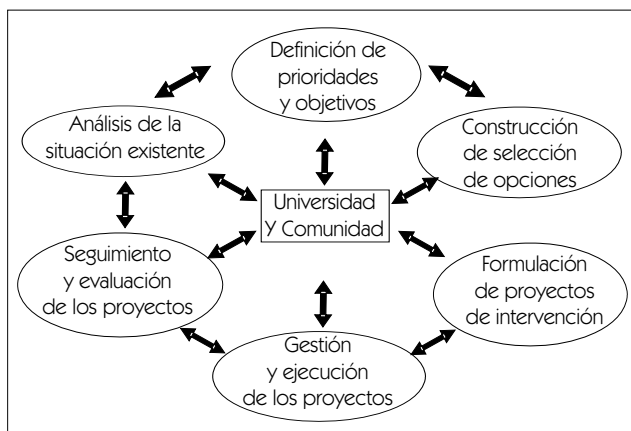 Definición de
prioridades
y objetivos
Análisis de la
situación existente
Construcción
de selección
de opciones
Universidad
Y Comunidad
Seguimiento
y evaluación
de los proyectos
Formulación
de proyectos
de intervención
Gestión
y ejecución
de los proyectos